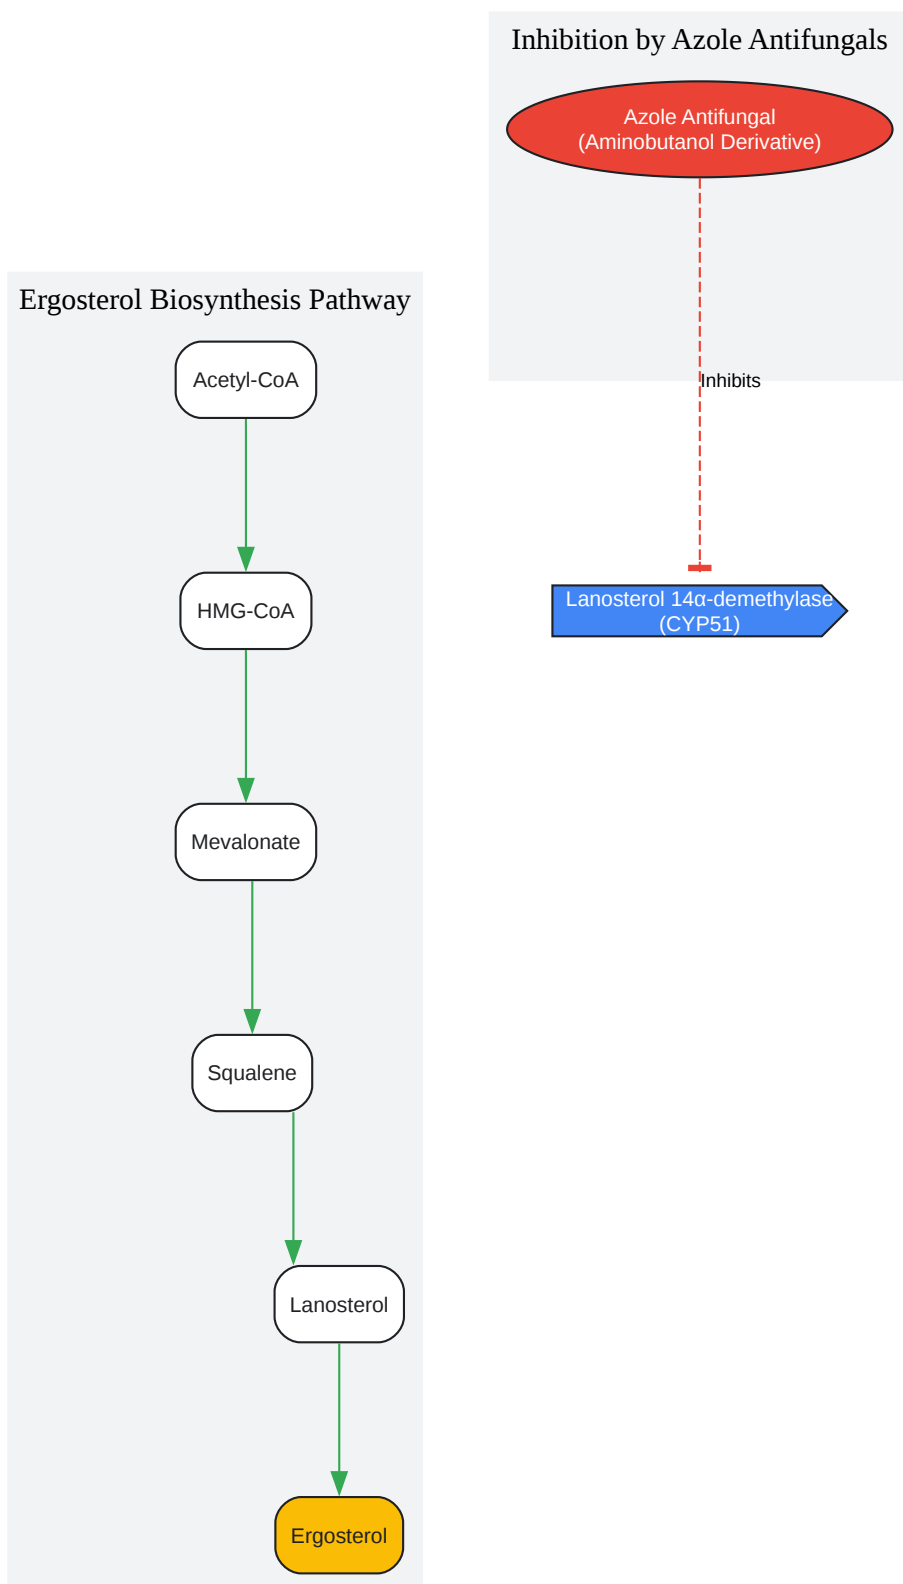 Inhibition by Azole Antifungals
Azole Antifungal
(Aminobutanol Derivative)
Inhibits
Lanosterol 14α-demethylase
(CYP51)
Ergosterol Biosynthesis Pathway
Acetyl-CoA
HMG-CoA
Mevalonate
Squalene
Lanosterol
Ergosterol